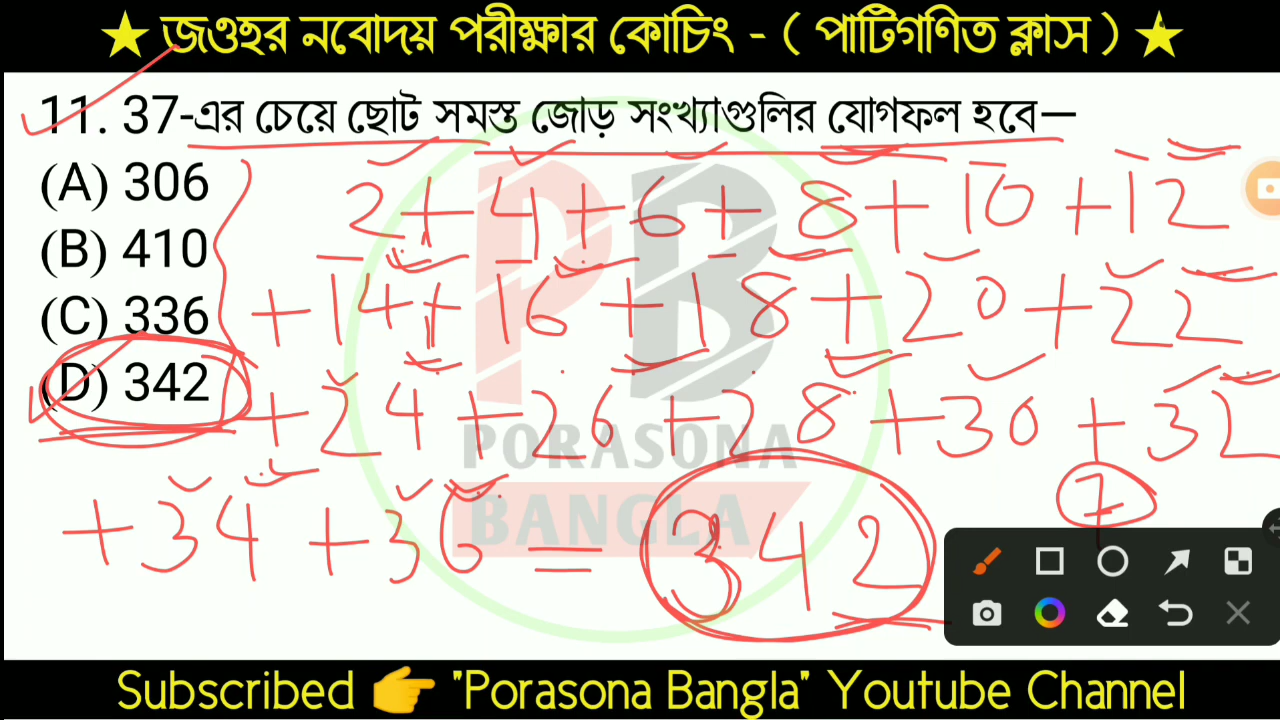 ★ জওহর নবোদয় পরীক্ষার কোচিং - ( পাটিগণিত ক্লাস ) ★
11. 37-এর চেয়ে ছোট সমস্ত জোড় সংখ্যাগুলির যোগফল হবে—
(A) 306
(B) 410
(C) 336
(D) 342
2+4+6+8+10+12
+14+16+18+20+22
+24+26+28+30+32
+34+36=342
7
PB
PORASONA
BANGLA
Subscribed 👉 "Porasona Bangla" Youtube Channel